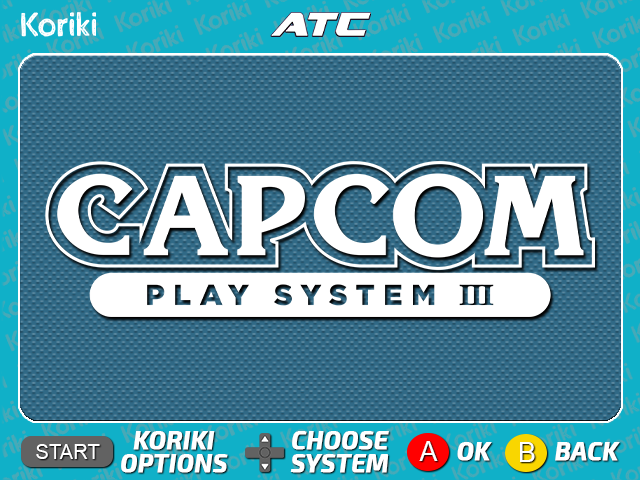 Koriki
ATC
CAPCOM
PLAY SYSTEM III
START
KORIKI
OPTIONS
CHOOSE
SYSTEM
A
OK
B
BACK